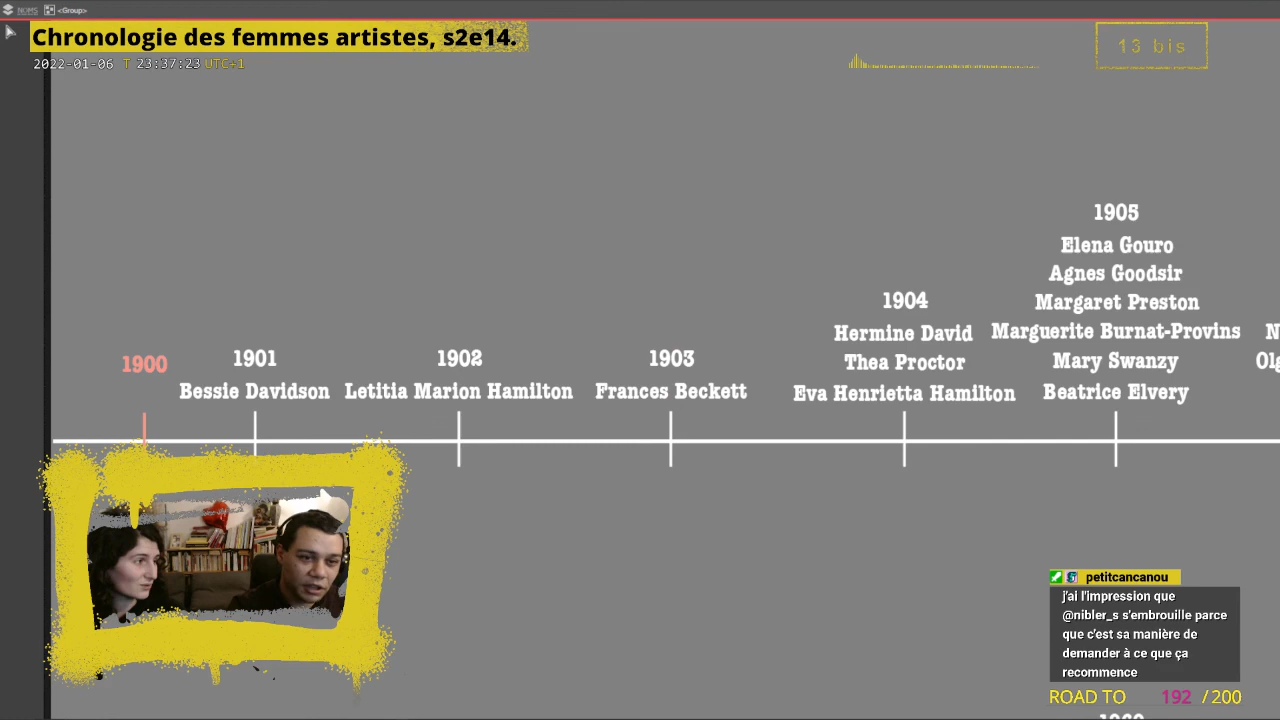 NOMS <Group>
Chronologie des femmes artistes, s2e14.
2022-01-06 T 23:37:23 UTC+1
13 bis
1905
Elena Gouro
Agnes Goodsir
1904
Margaret Preston
Hermine David
Marguerite Burnat-Provins
N
1900
1901
1902
1903
Thea Proctor
Mary Swanzy
Olg
Bessie Davidson
Letitia Marion Hamilton
Frances Beckett
Eva Henrietta Hamilton
Beatrice Elvery
petitcancanou
j'ai l'impression que
@nibler_s s'embrouille parce
que c'est sa manière de
demander à ce que ça
recommence
ROAD TO 192 / 200